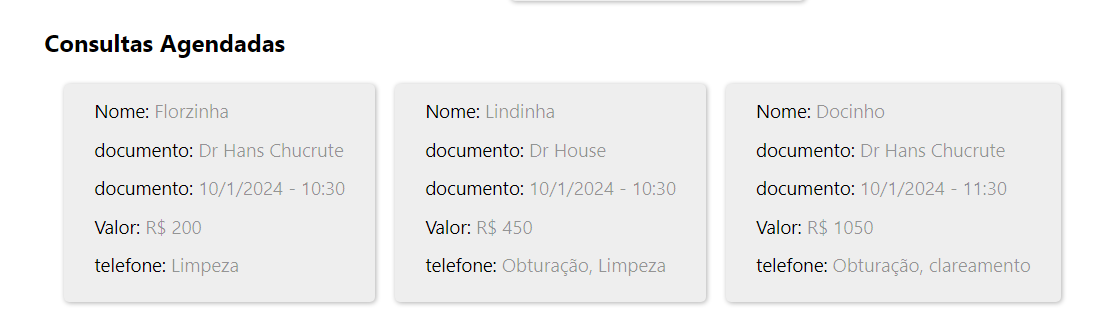 Consultas Agendadas
Nome: Florzinha
documento: Dr Hans Chucrute
documento: 10/1/2024 - 10:30
Valor: R$ 200
telefone: Limpeza
Nome: Lindinha
documento: Dr House
documento: 10/1/2024 - 10:30
Valor: R$ 450
telefone: Obturação, Limpeza
Nome: Docinho
documento: Dr Hans Chucrute
documento: 10/1/2024 - 11:30
Valor: R$ 1050
telefone: Obturação, clareamento